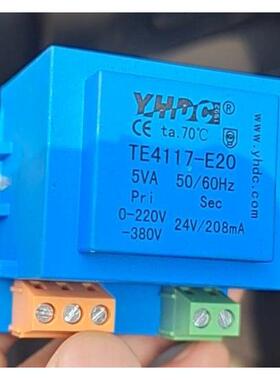 YHDC®
CE ta.70℃
TE4117-E20
5VA 50/60Hz
Pri Sec
0-220V 24V/208mA
-380V
www.yhdc.com